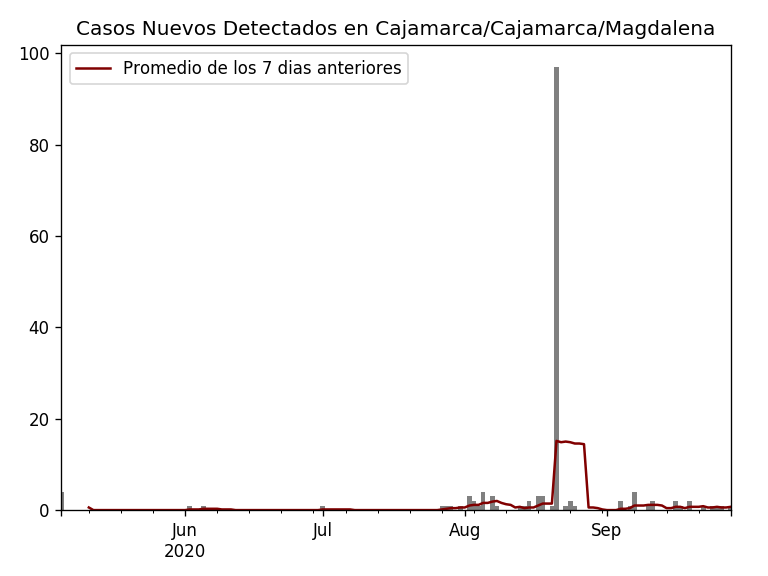 Casos Nuevos Detectados en Cajamarca/Cajamarca/Magdalena
Promedio de los 7 dias anteriores
100
80
60
40
20
0
Jun
2020
Jul
Aug
Sep